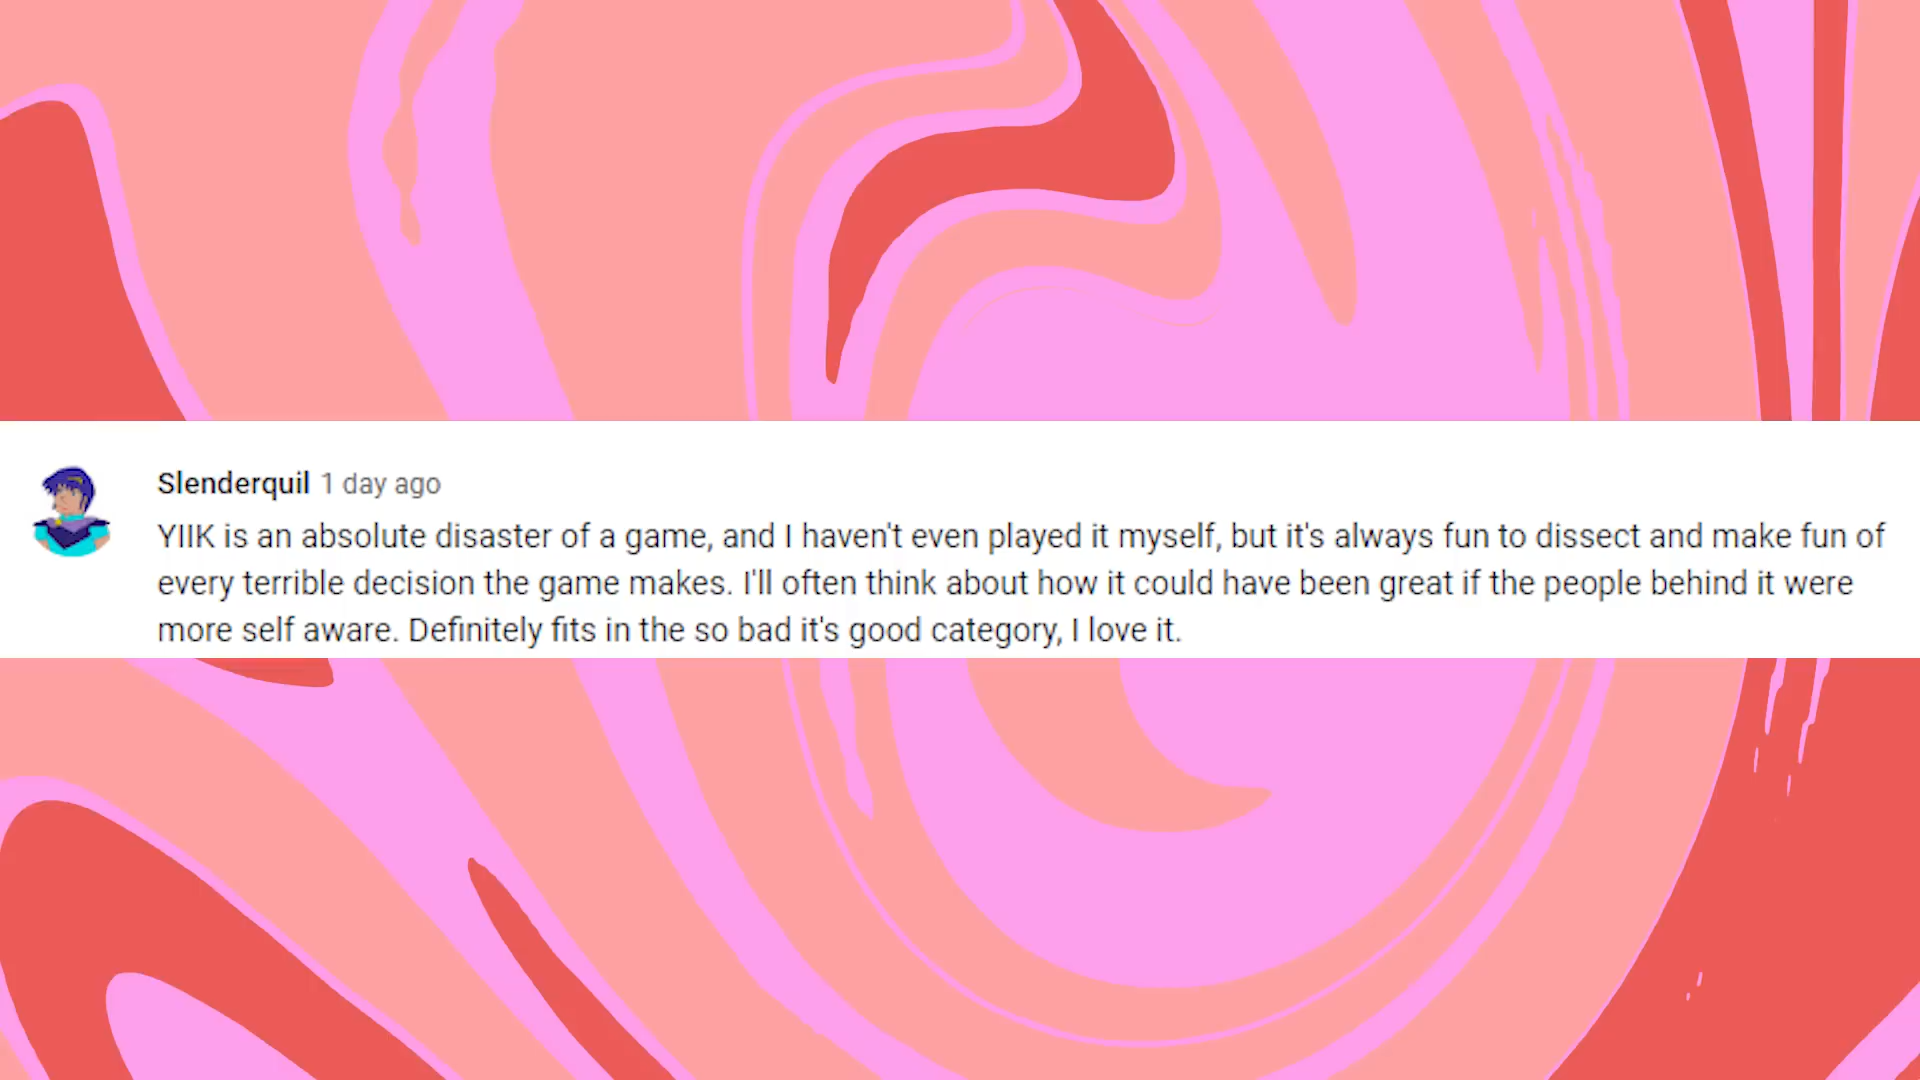 Slenderquil 1 day ago
YIIK is an absolute disaster of a game, and I haven't even played it myself, but it's always fun to dissect and make fun of
every terrible decision the game makes. I'll often think about how it could have been great if the people behind it were
more self aware. Definitely fits in the so bad it's good category, I love it.